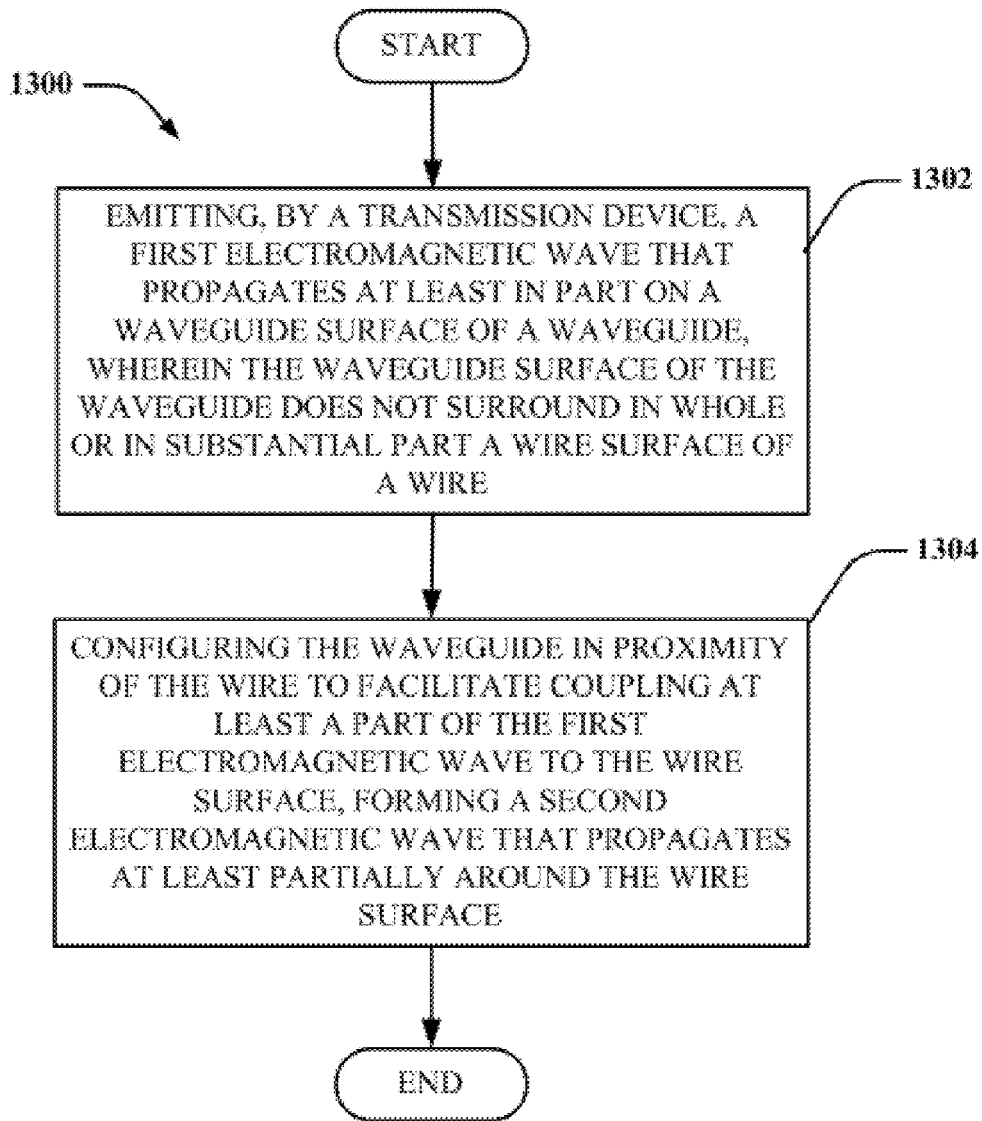 START
1300
1302
EMITTING, BY A TRANSMISSION DEVICE, A
FIRST ELECTROMAGNETIC WAVE THAT
PROPAGATES AT LEAST IN PART ON A
WAVEGUIDE SURFACE OF A WAVEGUIDE,
WHEREIN THE WAVEGUIDE SURFACE OF THE
WAVEGUIDE DOES NOT SURROUND IN WHOLE
OR IN SUBSTANTIAL PART A WIRE SURFACE OF
A WIRE
1304
CONFIGURING THE WAVEGUIDE IN PROXIMITY
OF THE WIRE TO FACILITATE COUPLING AT
LEAST A PART OF THE FIRST
ELECTROMAGNETIC WAVE TO THE WIRE
SURFACE, FORMING A SECOND
ELECTROMAGNETIC WAVE THAT PROPAGATES
AT LEAST PARTIALLY AROUND THE WIRE
SURFACE
END